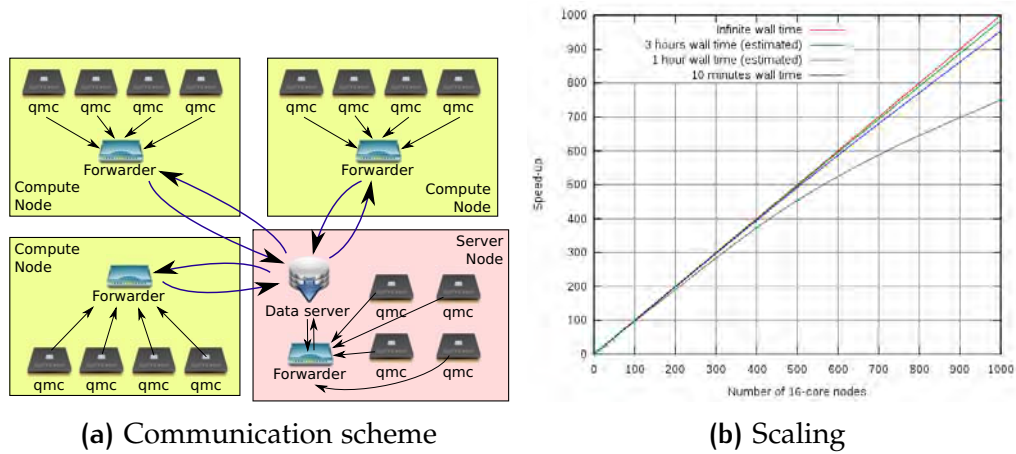 qmc qmc qmc qmc
Forwarder
Compute
Node
qmc qmc qmc qmc
Forwarder
Compute
Node
Compute
Node
Forwarder
qmc qmc qmc qmc
Server
Node
Data server
qmc qmc
Forwarder
qmc qmc
(a) Communication scheme
Speed-up
1000
900
800
700
600
500
400
300
200
100
0
Infinite wall time
3 hours wall time (estimated)
1 hour wall time (estimated)
10 minutes wall time
0 100 200 300 400 500 600 700 800 900 1000
Number of 16-core nodes
(b) Scaling